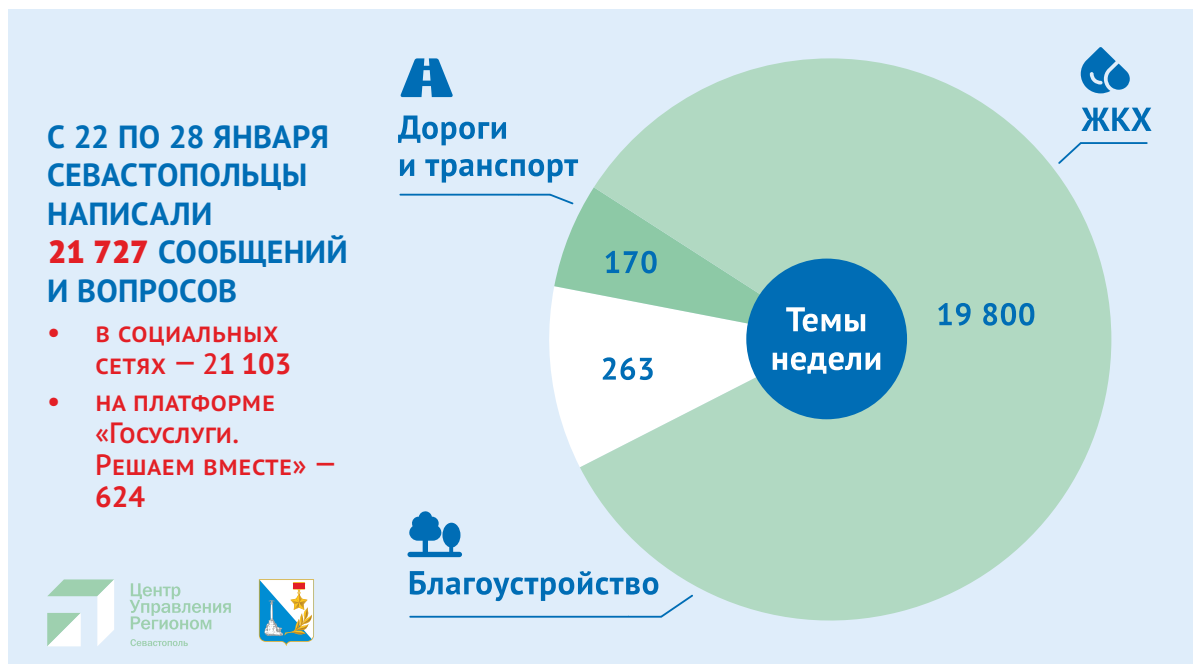 С 22 ПО 28 ЯНВАРЯ
СЕВАСТОПОЛЬЦЫ
НАПИСАЛИ
21 727 СООБЩЕНИЙ
И ВОПРОСОВ
• В СОЦИАЛЬНЫХ
СЕТЯХ — 21 103
• НА ПЛАТФОРМЕ
«ГОСУСЛУГИ.
РЕШАЕМ ВМЕСТЕ» —
624
Центр
Управления
Регионом
Севастополь
Дороги
и транспорт
ЖКХ
170
263
Темы
недели
19 800
Благоустройство